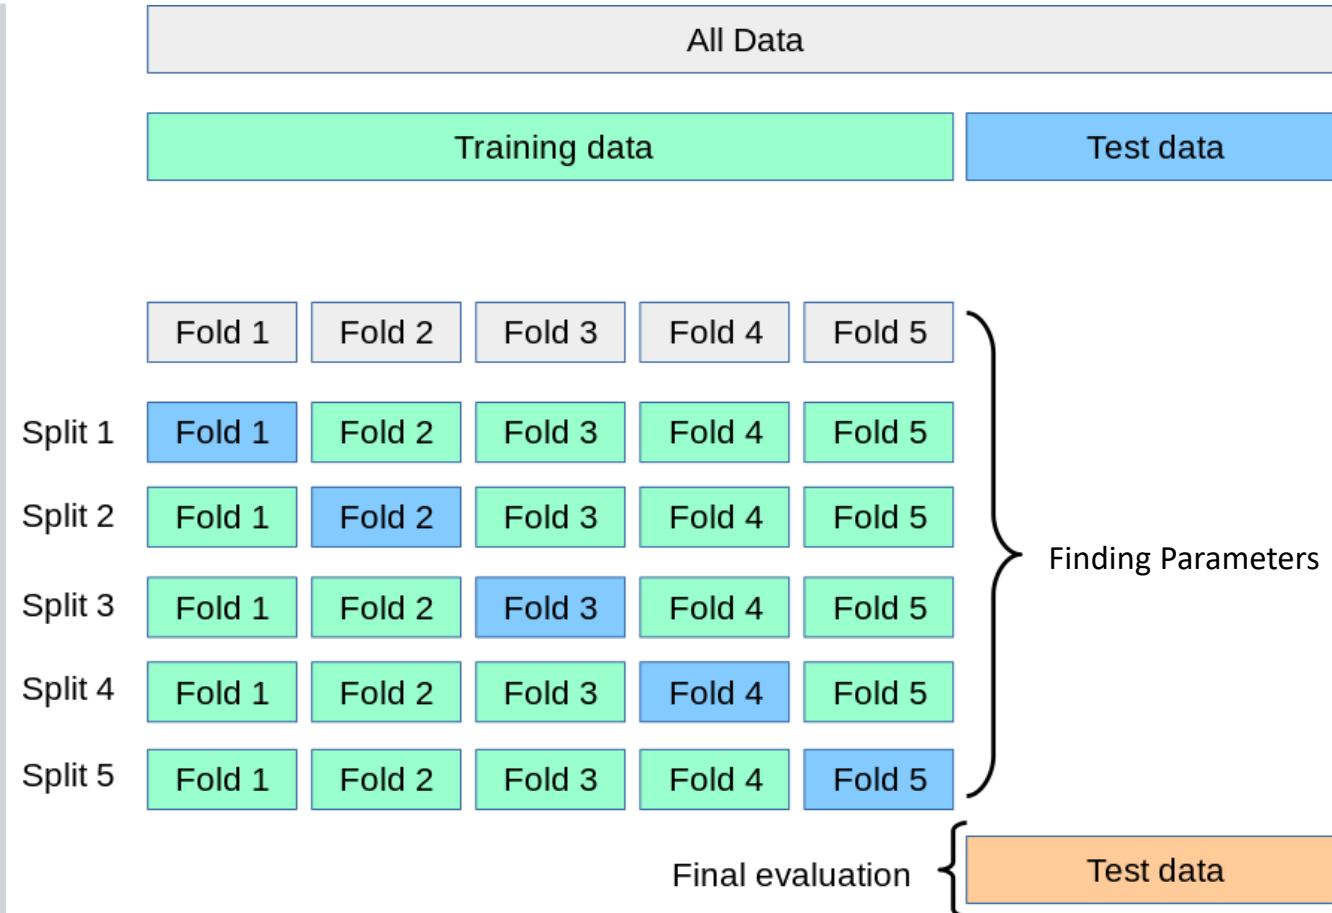 All Data
Training data Test data
Fold 1 Fold 2 Fold 3 Fold 4 Fold 5
Split 1 Fold 1 Fold 2 Fold 3 Fold 4 Fold 5
Split 2 Fold 1 Fold 2 Fold 3 Fold 4 Fold 5
Finding Parameters
Split 3 Fold 1 Fold 2 Fold 3 Fold 4 Fold 5
Split 4 Fold 1 Fold 2 Fold 3 Fold 4 Fold 5
Split 5 Fold 1 Fold 2 Fold 3 Fold 4 Fold 5
Final evaluation Test data